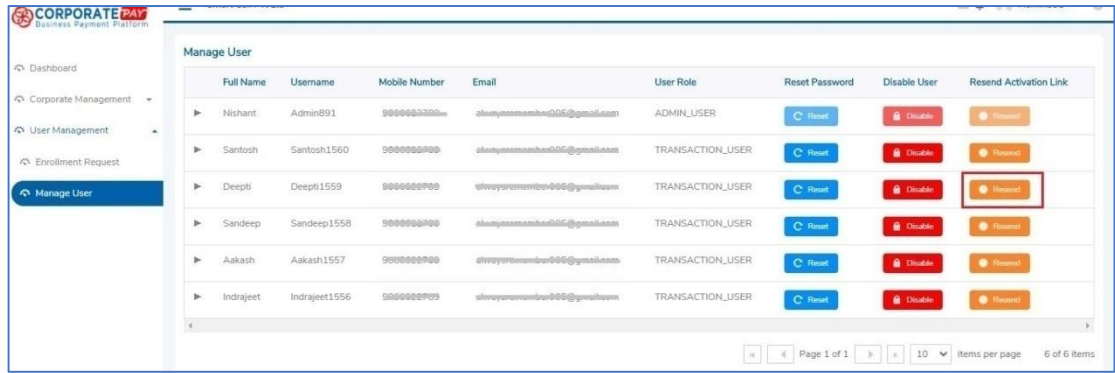 CORPORATE PAY
Business Payment Platform
Manage User
Dashboard
Corporate Management
User Management
Enrollment Request
Manage User
Full Name Username Mobile Number Email User Role Reset Password Disable User Resend Activation Link
Nishant Admin891 ADMIN_USER Reset Disable Resend
Santosh Santosh1560 TRANSACTION_USER Reset Disable Resend
Deepti Deepti1559 TRANSACTION_USER Reset Disable Resend
Sandeep Sandeep1558 TRANSACTION_USER Reset Disable Resend
Aakash Aakash1557 TRANSACTION_USER Reset Disable Resend
Indrajeet Indrajeet1556 TRANSACTION_USER Reset Disable Resend
Page 1 of 1 10 items per page 6 of 6 items